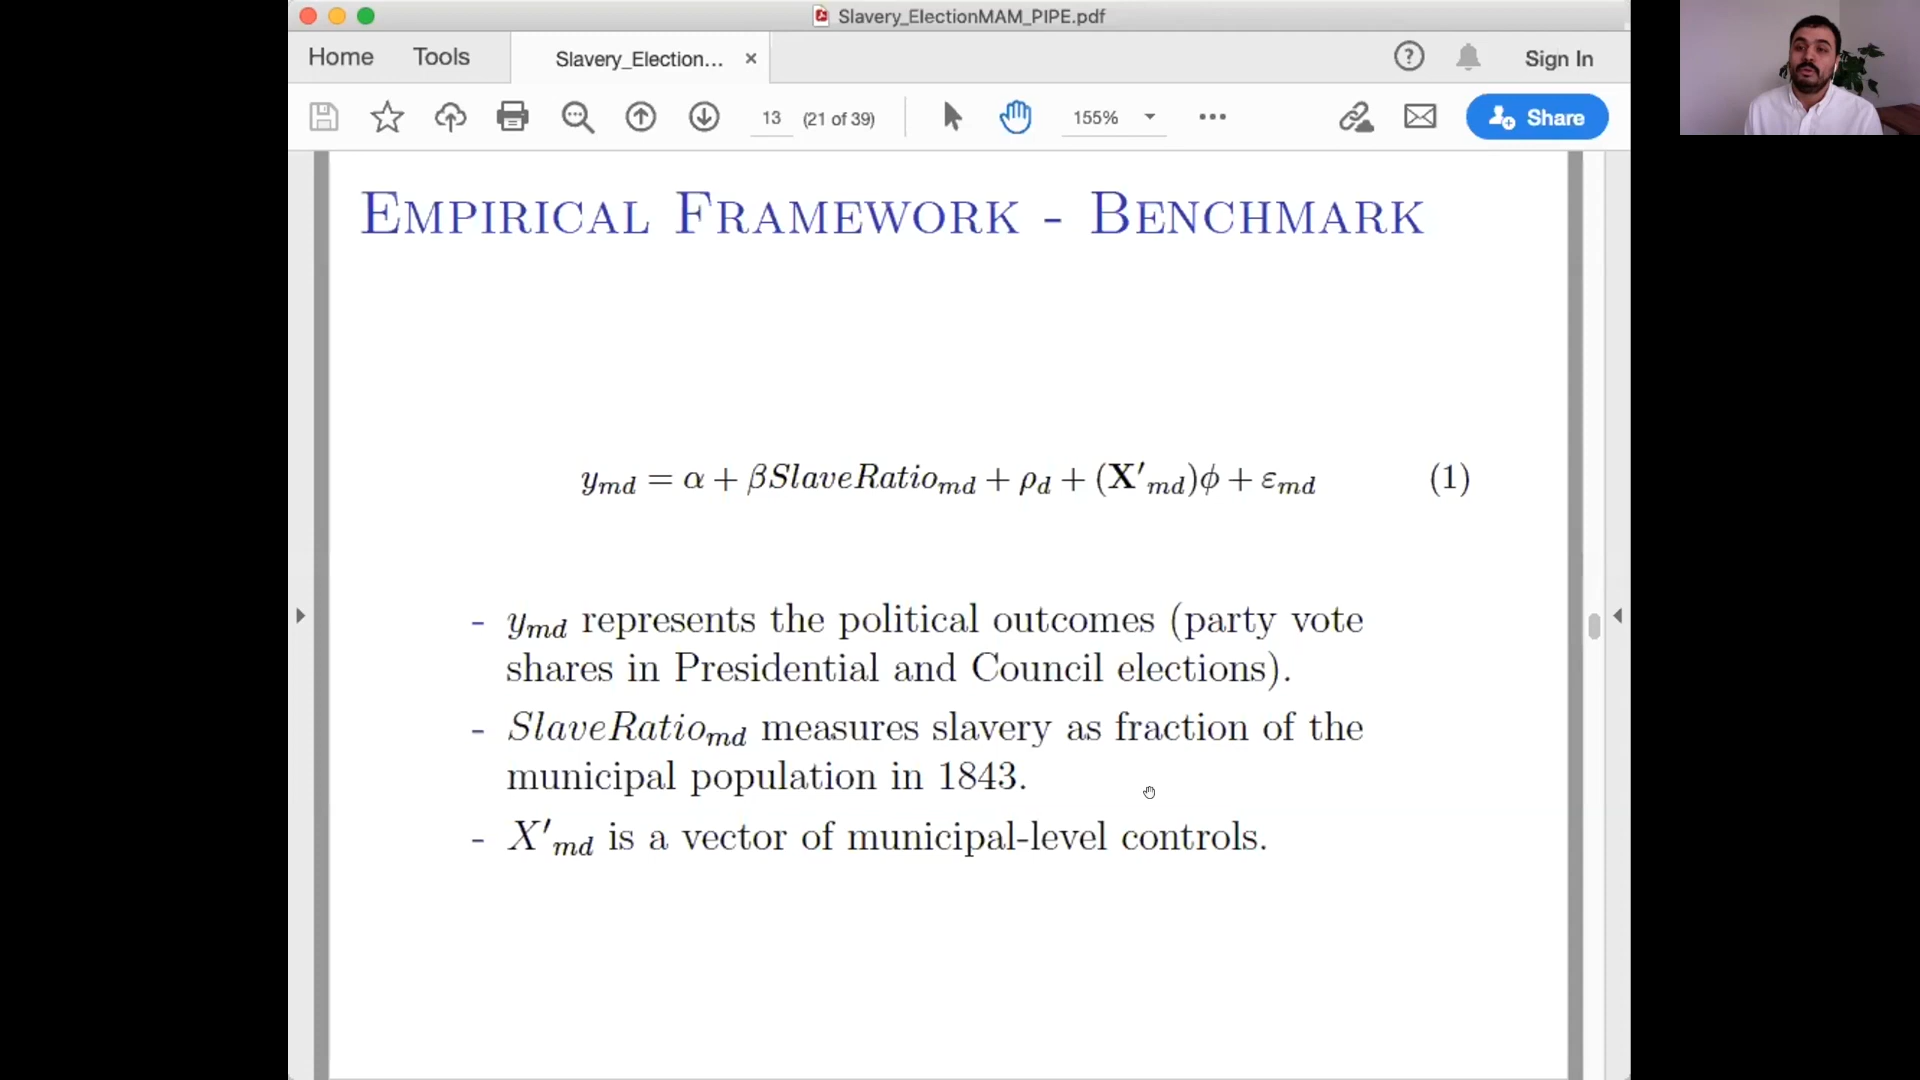 Slavery_ElectionMAM_PIPE.pdf
Home Tools Slavery_Election... × ? Sign In
13 (21 of 39) 155% ... Share
EMPIRICAL FRAMEWORK - BENCHMARK
y_md = α + βSlaveRatio_md + ρ_d + (X′_md)ϕ + ε_md (1)
- y_md represents the political outcomes (party vote
shares in Presidential and Council elections).
- SlaveRatio_md measures slavery as fraction of the
municipal population in 1843.
- X′_md is a vector of municipal-level controls.